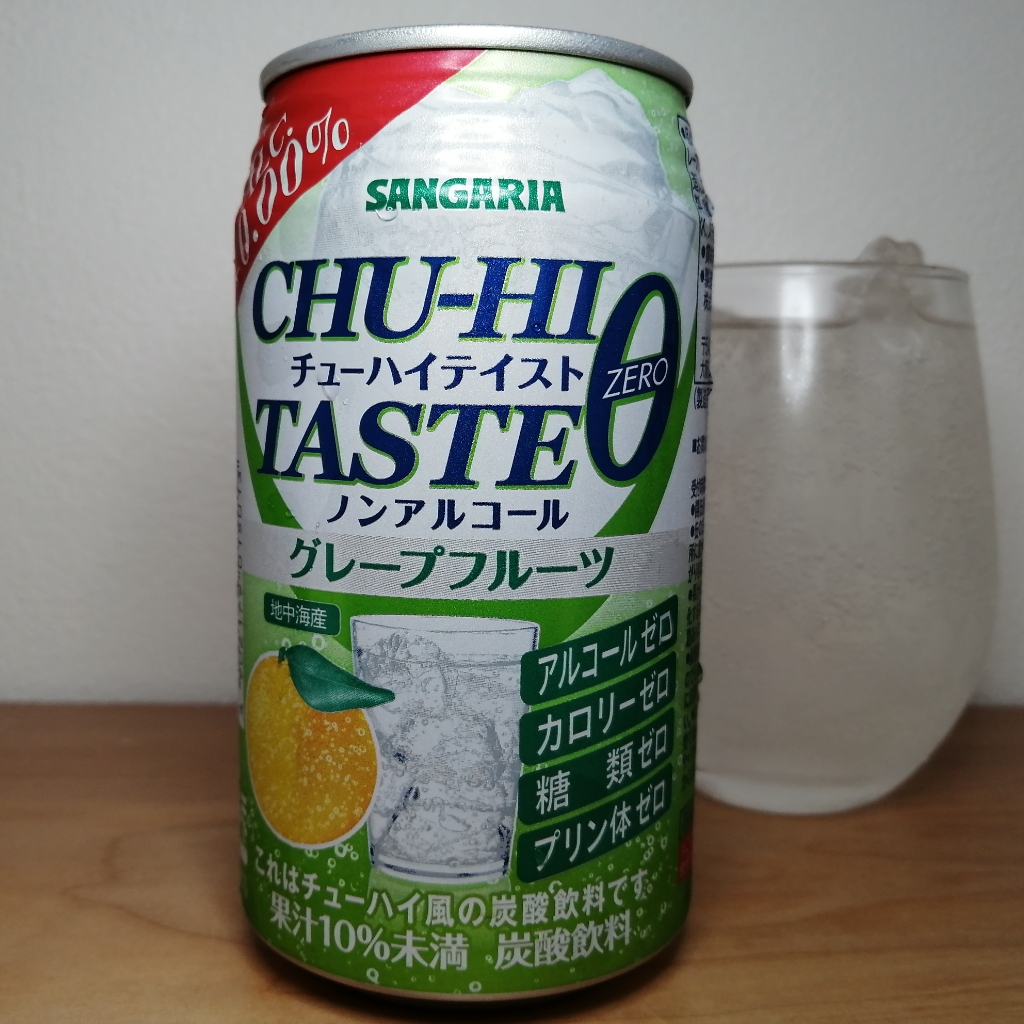 ALC.
0.00%
SANGARIA
CHU-HI
チューハイテイスト
TASTE
0
ZERO
ノンアルコール
グレープフルーツ
地中海産
アルコールゼロ
カロリーゼロ
糖 類ゼロ
プリン体ゼロ
これはチューハイ風の炭酸飲料です
果汁10%未満 炭酸飲料